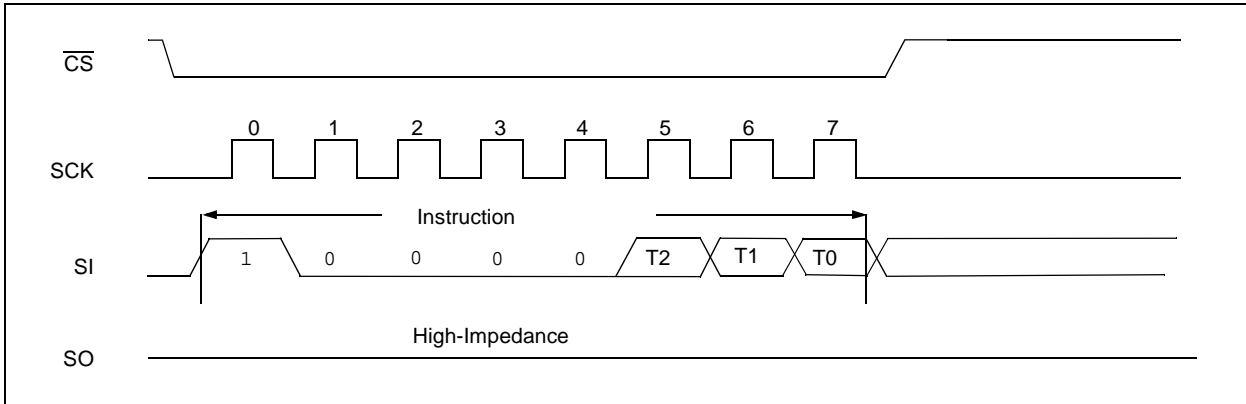 CS
0 1 2 3 4 5 6 7
SCK
Instruction
SI
1 0 0 0 0 T2 T1 T0
High-Impedance
SO